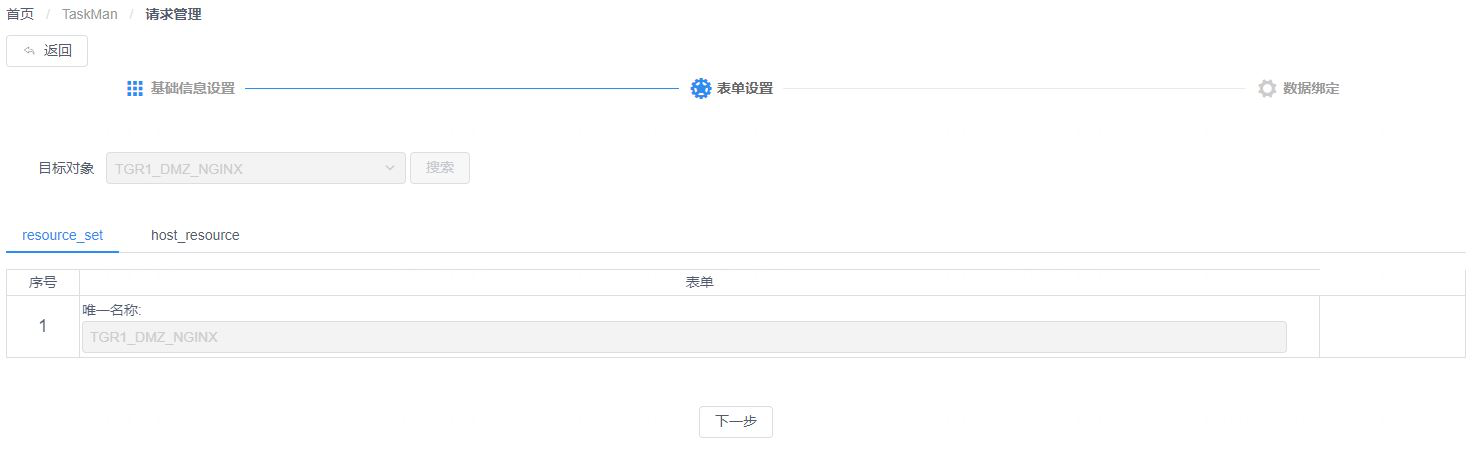 首页 / TaskMan / 请求管理
返回
基础信息设置 表单设置 数据绑定
目标对象 TGR1_DMZ_NGINX 搜索
resource_set host_resource
序号 表单
唯一名称:
1
TGR1_DMZ_NGINX
下一步